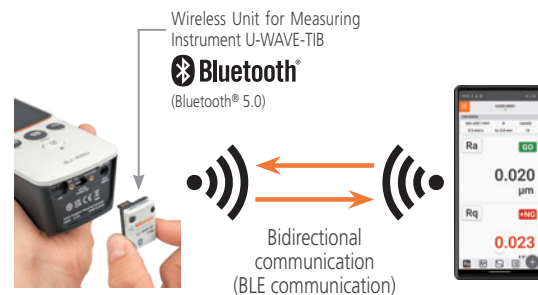 Wireless Unit for Measuring
Instrument U-WAVE-TIB
Bluetooth®
(Bluetooth® 5.0)
Bidirectional
communication
(BLE communication)
Ra
GO
0.020
µm
Rq
+NG
0.023